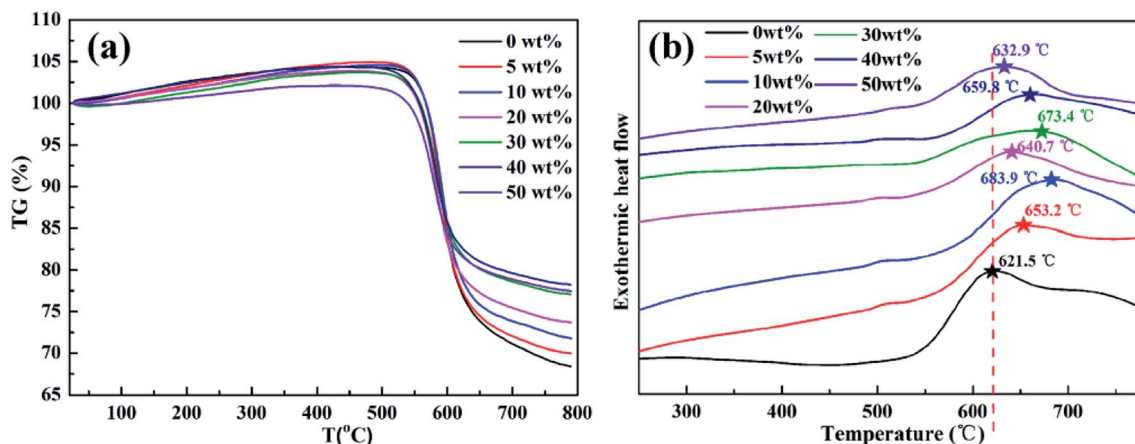 (a)
110
105
100
95
90
85
80
75
70
65
TG (%)
0 wt%
5 wt%
10 wt%
20 wt%
30 wt%
40 wt%
50 wt%
100 200 300 400 500 600 700 800
T(°C)
(b)
Exothermic heat flow
0wt%
5wt%
10wt%
20wt%
30wt%
40wt%
50wt%
632.9 ℃
659.8 ℃
673.4 ℃
640.7 ℃
683.9 ℃
653.2 ℃
621.5 ℃
300 400 500 600 700
Temperature (℃)